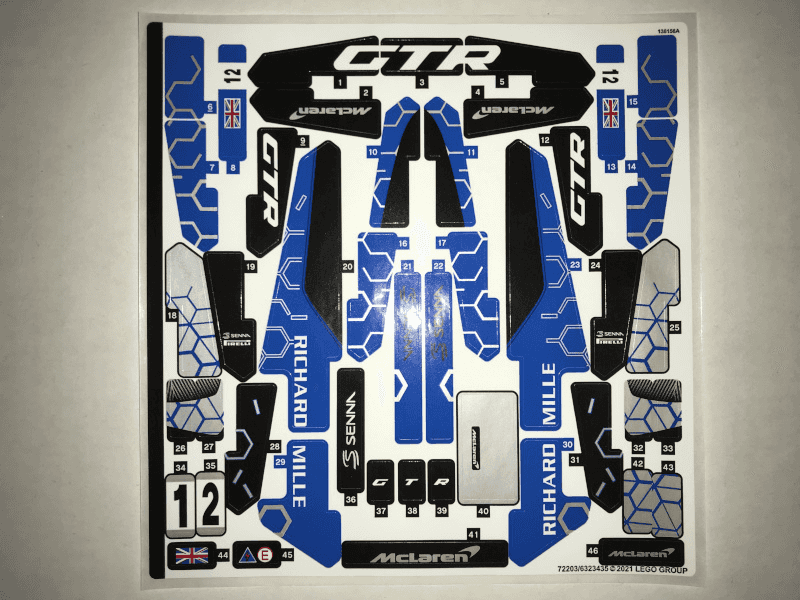 138158A
GTR
1
3
5
2
4
12
12
McLaren
McLaren
6
15
9
12
GTR
GTR
10
11
7
8
13
14
16
17
19
20
21
22
23
24
18
25
SENNA
PIRELLI
SENNA
PIRELLI
RICHARD
MILLE
SENNA
McLaren
26
27
28
29
30
31
32
33
34
35
42
43
MILLE
RICHARD
1
2
G
T
R
36
37
38
39
40
41
44
E
45
McLaren
46
McLaren
72203/6323435 © 2021 LEGO GROUP